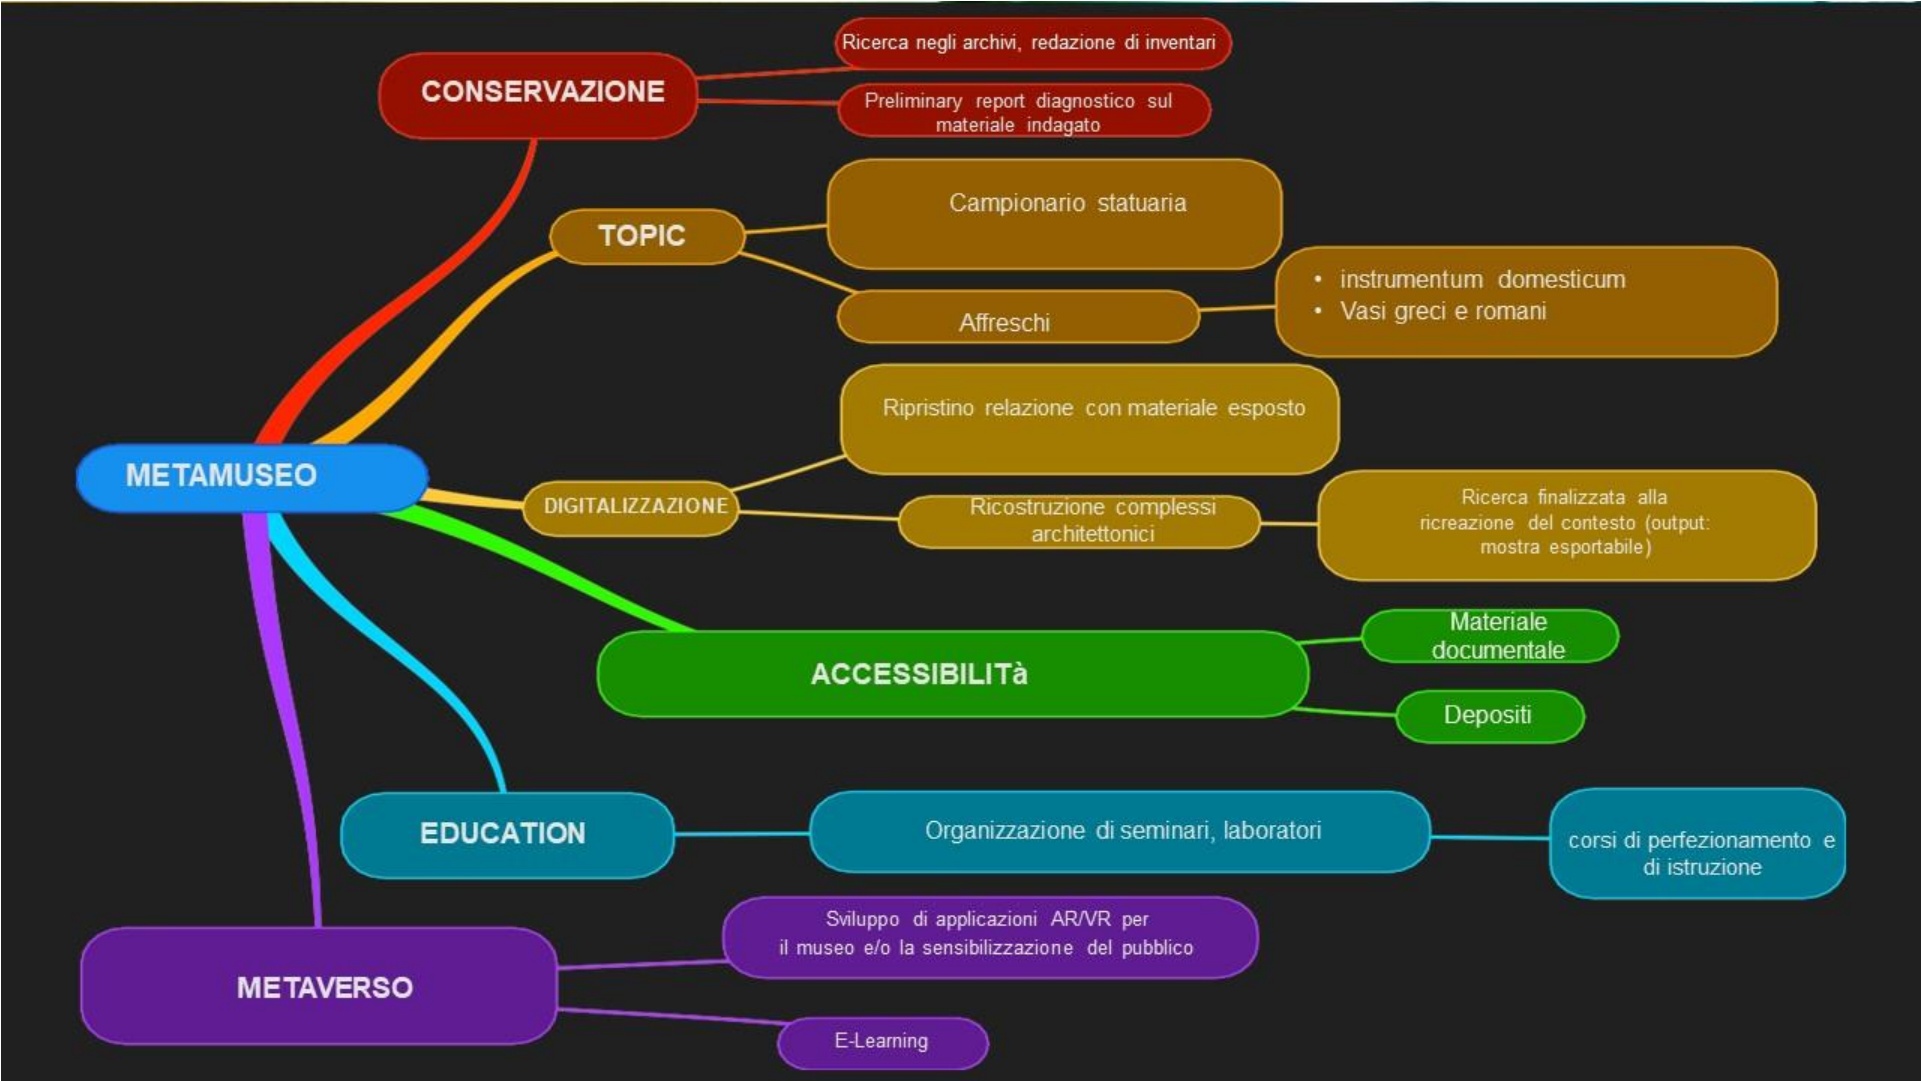 Ricerca negli archivi, redazione di inventari
CONSERVAZIONE
Preliminary report diagnostico sul
materiale indagato
Campionario statuaria
TOPIC
• instrumentum domesticum
• Vasi greci e romani
Affreschi
Ripristino relazione con materiale esposto
METAMUSEO
DIGITALIZZAZIONE
Ricostruzione complessi
architettonici
Ricerca finalizzata alla
ricreazione del contesto (output:
mostra esportabile)
Materiale
documentale
ACCESSIBILITà
Depositi
EDUCATION
Organizzazione di seminari, laboratori
corsi di perfezionamento e
di istruzione
Sviluppo di applicazioni AR/VR per
il museo e/o la sensibilizzazione del pubblico
METAVERSO
E-Learning